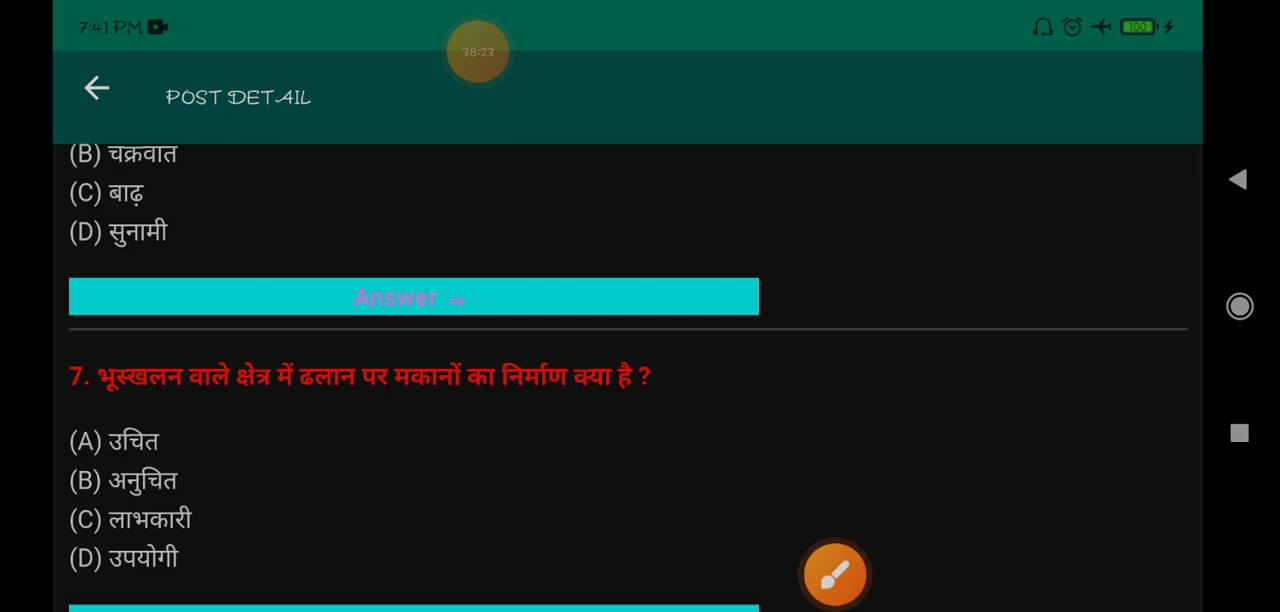 7:41 PM
38:23
100
POST DETAIL
(B) चक्रवात
(C) बाढ़
(D) सुनामी
Answer ⇒
7. भूस्खलन वाले क्षेत्र में ढलान पर मकानों का निर्माण क्या है ?
(A) उचित
(B) अनुचित
(C) लाभकारी
(D) उपयोगी